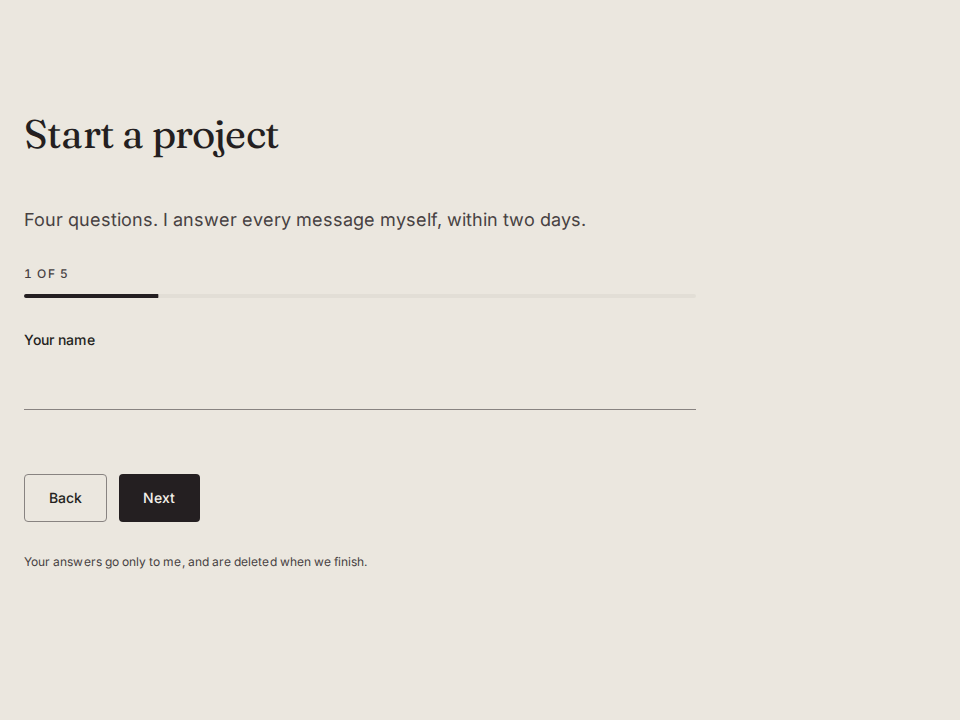 Start a project
Four questions. I answer every message myself, within two days.
1 OF 5
Your name
Back
Next
Your answers go only to me, and are deleted when we finish.